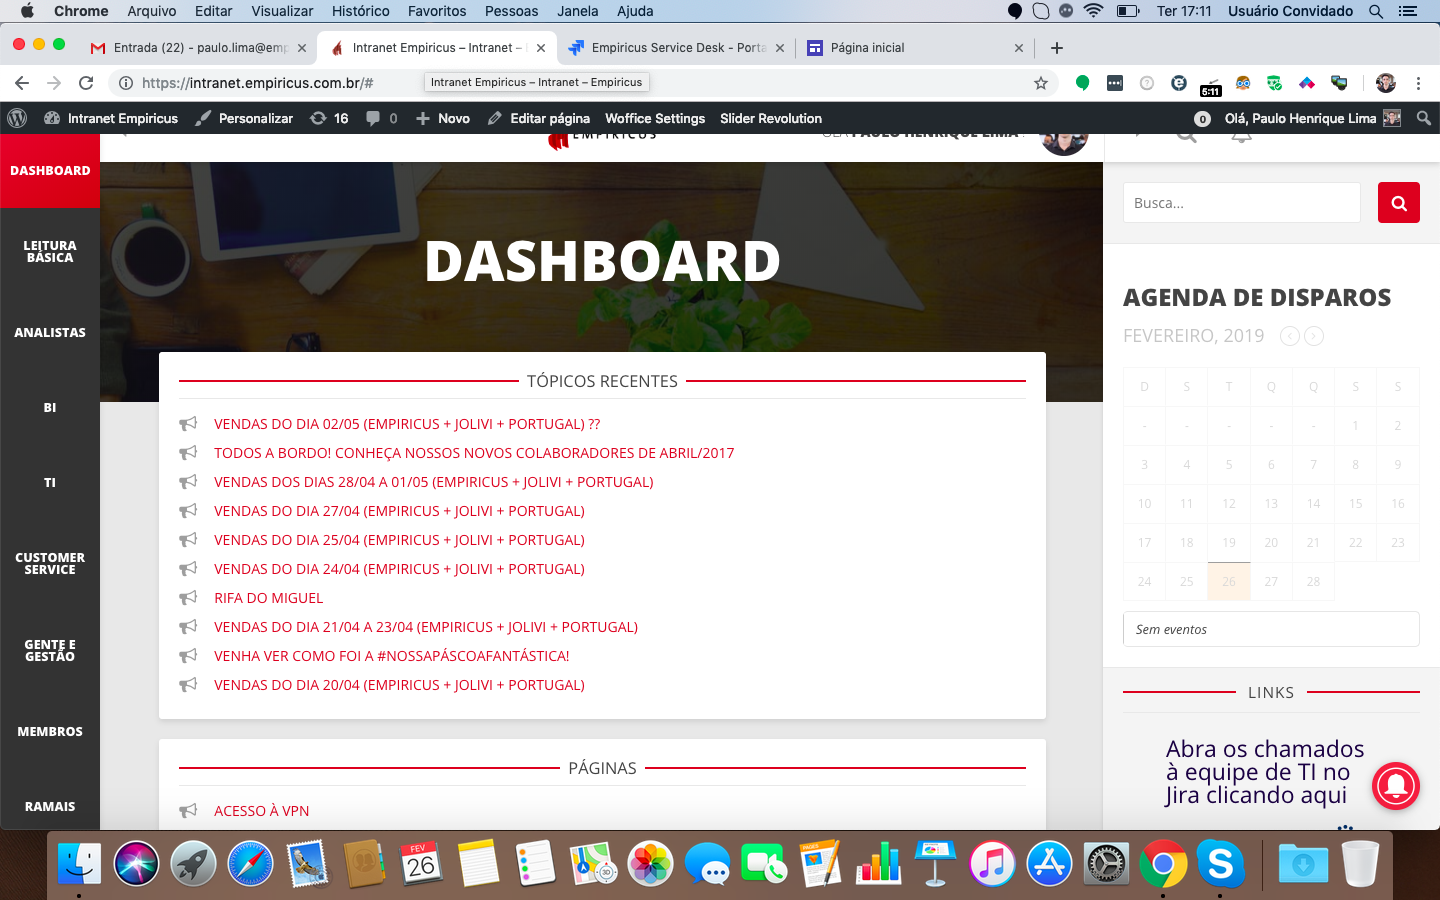 Chrome Arquivo Editar Visualizar Histórico Favoritos Pessoas Janela Ajuda Ter 17:11 Usuário Convidado
Entrada (22) - paulo.lima@emp
Intranet Empiricus – Intranet –
Empiricus Service Desk - Porta
Página inicial
https://intranet.empiricus.com.br/#
Intranet Empiricus – Intranet – Empiricus
5:11
Intranet Empiricus Personalizar 16 0 Novo Editar página Woffice Settings Slider Revolution 0 Olá, Paulo Henrique Lima
EMPIRICUS
OLÁ PAULO HENRIQUE LIMA !
DASHBOARD
LEITURA
BÁSICA
ANALISTAS
BI
TI
CUSTOMER
SERVICE
GENTE E
GESTÃO
MEMBROS
RAMAIS
DASHBOARD
TÓPICOS RECENTES
VENDAS DO DIA 02/05 (EMPIRICUS + JOLIVI + PORTUGAL) ??
TODOS A BORDO! CONHEÇA NOSSOS NOVOS COLABORADORES DE ABRIL/2017
VENDAS DOS DIAS 28/04 A 01/05 (EMPIRICUS + JOLIVI + PORTUGAL)
VENDAS DO DIA 27/04 (EMPIRICUS + JOLIVI + PORTUGAL)
VENDAS DO DIA 25/04 (EMPIRICUS + JOLIVI + PORTUGAL)
VENDAS DO DIA 24/04 (EMPIRICUS + JOLIVI + PORTUGAL)
RIFA DO MIGUEL
VENDAS DO DIA 21/04 A 23/04 (EMPIRICUS + JOLIVI + PORTUGAL)
VENHA VER COMO FOI A #NOSSAPÁSCOAFANTÁSTICA!
VENDAS DO DIA 20/04 (EMPIRICUS + JOLIVI + PORTUGAL)
PÁGINAS
ACESSO À VPN
Busca...
AGENDA DE DISPAROS
FEVEREIRO, 2019
D S T Q Q S S
- - - - - 1 2
3 4 5 6 7 8 9
10 11 12 13 14 15 16
17 18 19 20 21 22 23
24 25 26 27 28
Sem eventos
LINKS
Abra os chamados
à equipe de TI no
Jira clicando aqui
FEV
26